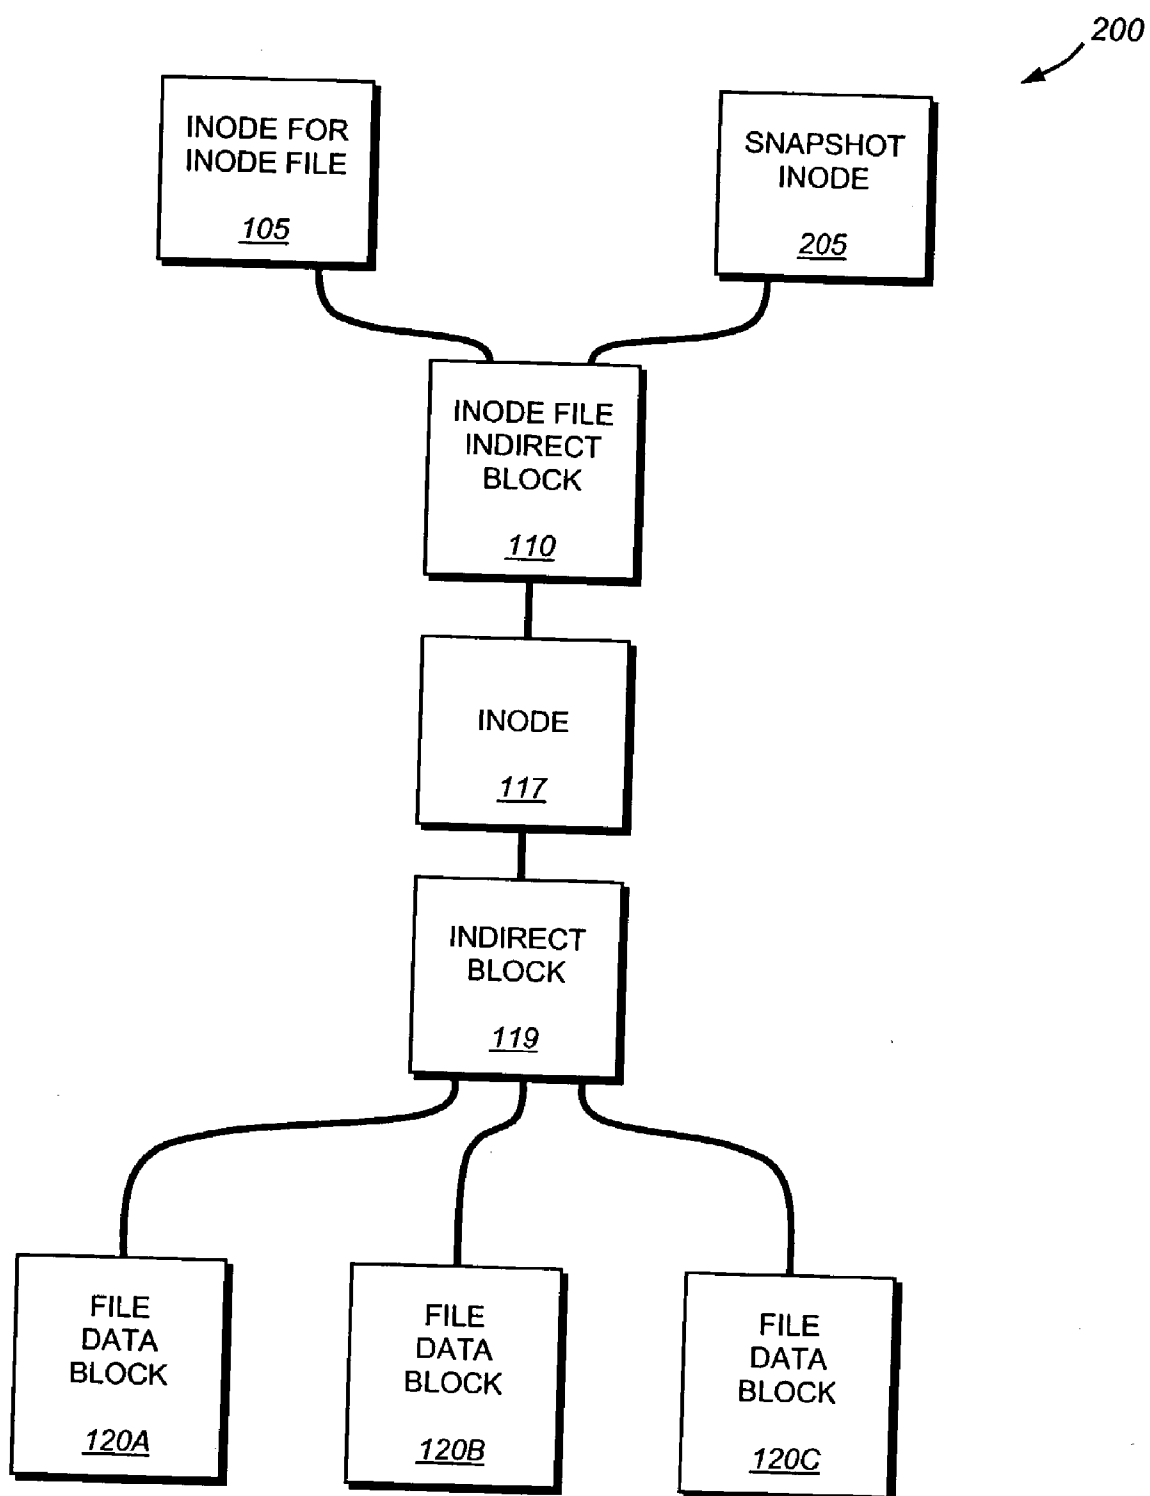 200
INODE FOR
INODE FILE
105
SNAPSHOT
INODE
205
INODE FILE
INDIRECT
BLOCK
110
INODE
117
INDIRECT
BLOCK
119
FILE
DATA
BLOCK
120A
FILE
DATA
BLOCK
120B
FILE
DATA
BLOCK
120C